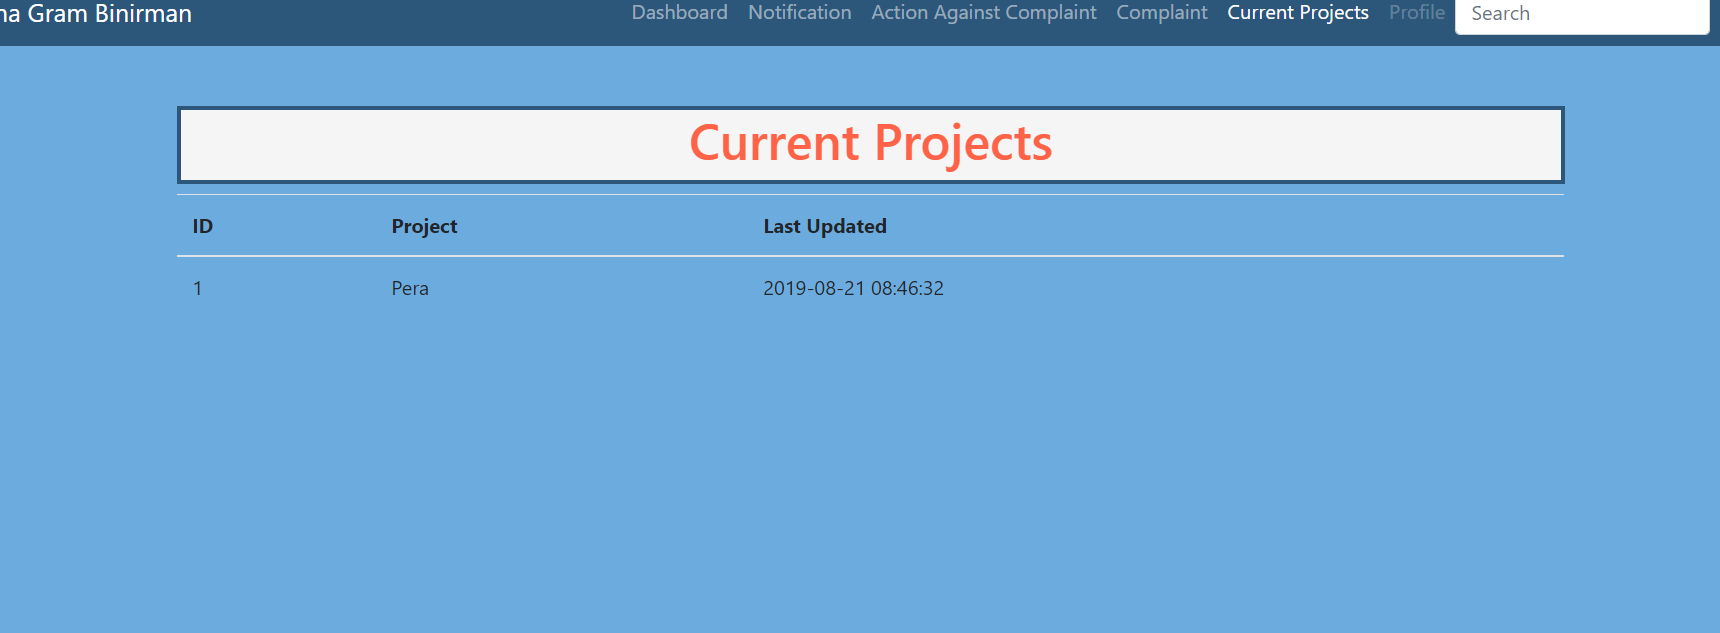 na Gram Binirman Dashboard Notification Action Against Complaint Complaint Current Projects Profile Search
Current Projects
ID Project Last Updated
1 Pera 2019-08-21 08:46:32